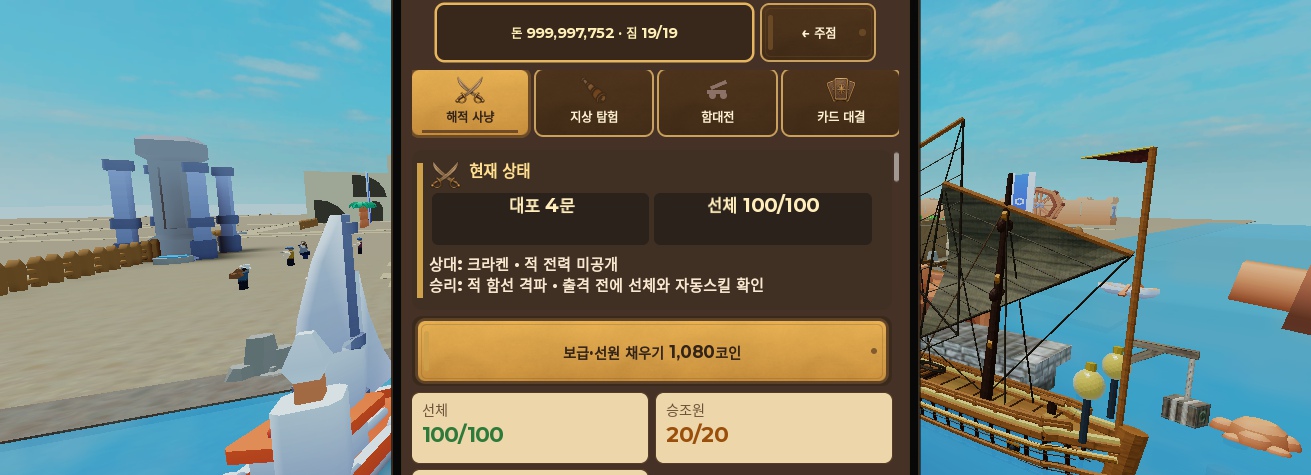 돈 999,997,752 · 짐 19/19
← 주점
해적 사냥
지상 탐험
함대전
카드 대결
현재 상태
대포 4문
선체 100/100
상대: 크라켄 • 적 전력 미공개
승리: 적 함선 격파 • 출격 전에 선체와 자동스킬 확인
보급·선원 채우기 1,080코인
선체
승조원
100/100
20/20